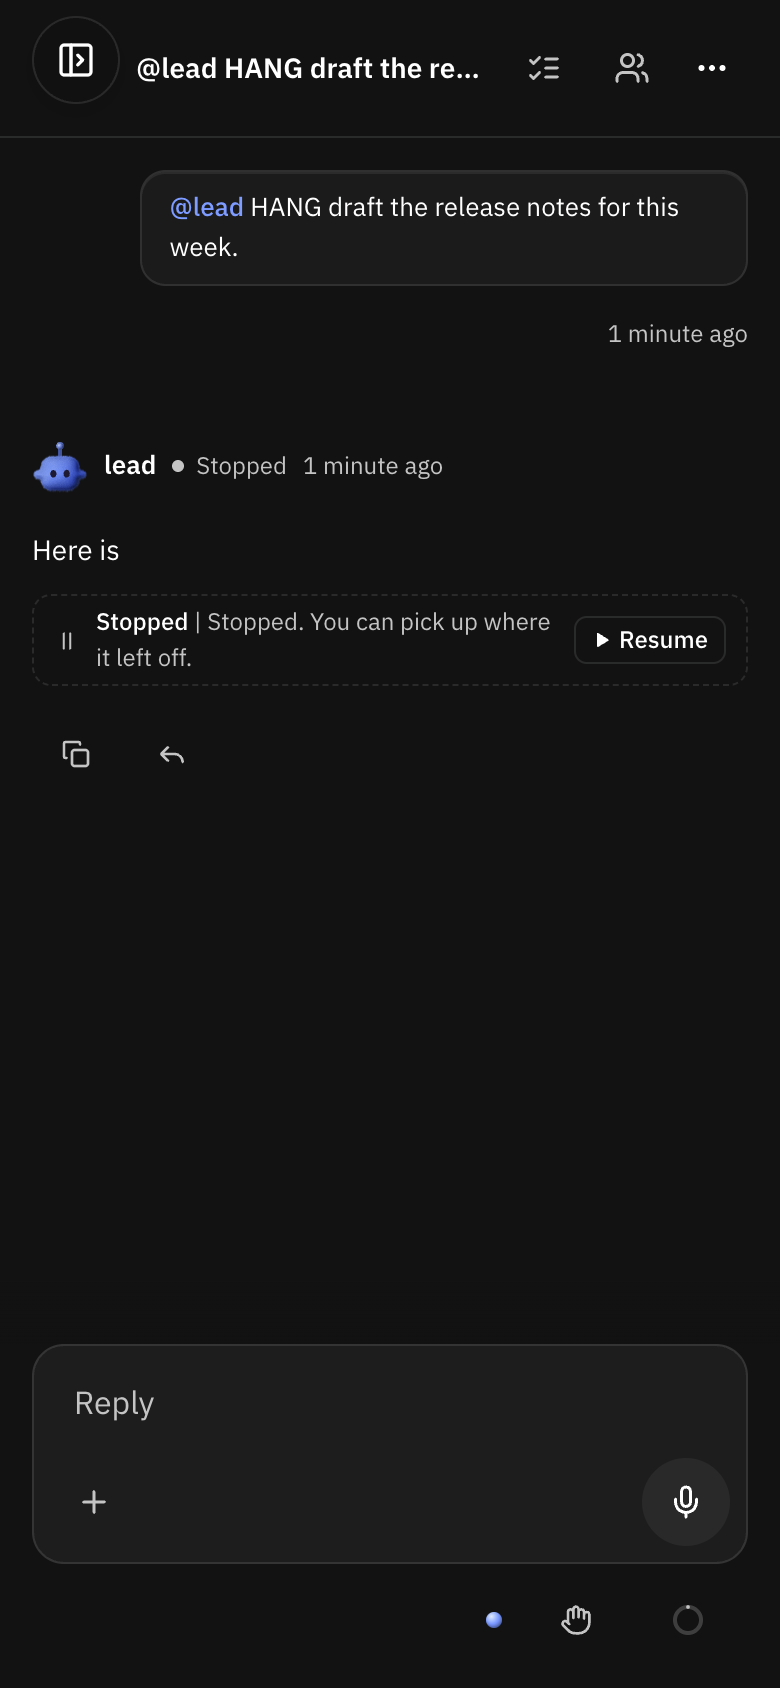 @lead HANG draft the re...
@lead HANG draft the release notes for this
week.
1 minute ago
lead Stopped 1 minute ago
Here is
Stopped | Stopped. You can pick up where
it left off.
Resume
Reply